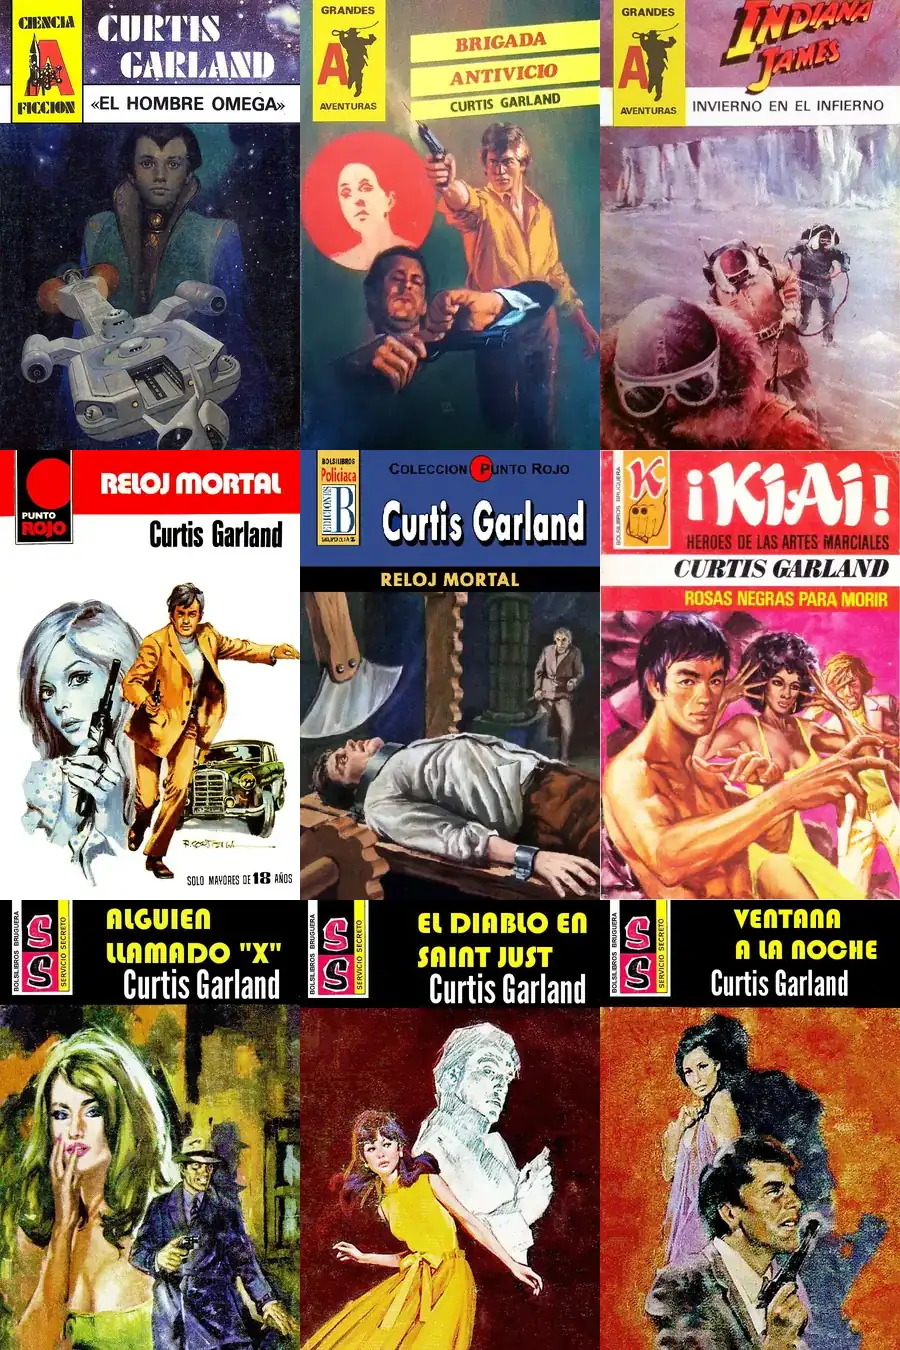 CIENCIA
A
FICCION
CURTIS
GARLAND
«EL HOMBRE OMEGA»
GRANDES
A
AVENTURAS
BRIGADA
ANTIVICIO
CURTIS GARLAND
GRANDES
A
AVENTURAS
INDIANA
JAMES
INVIERNO EN EL INFIERNO
PUNTO
ROJO
RELOJ MORTAL
Curtis Garland
SOLO MAYORES DE 18 AÑOS
BOLSILIBROS
Policiaca
EDICIONES
B
COLECCION PUNTO ROJO
Curtis Garland
RELOJ MORTAL
BOLSILIBROS BRUGUERA
K
¡KIAI!
HEROES DE LAS ARTES MARCIALES
CURTIS GARLAND
ROSAS NEGRAS PARA MORIR
BOLSILIBROS BRUGUERA
SS
SERVICIO SECRETO
ALGUIEN
LLAMADO "X"
Curtis Garland
BOLSILIBROS BRUGUERA
SS
SERVICIO SECRETO
EL DIABLO EN
SAINT JUST
Curtis Garland
BOLSILIBROS BRUGUERA
SS
SERVICIO SECRETO
VENTANA
A LA NOCHE
Curtis Garland